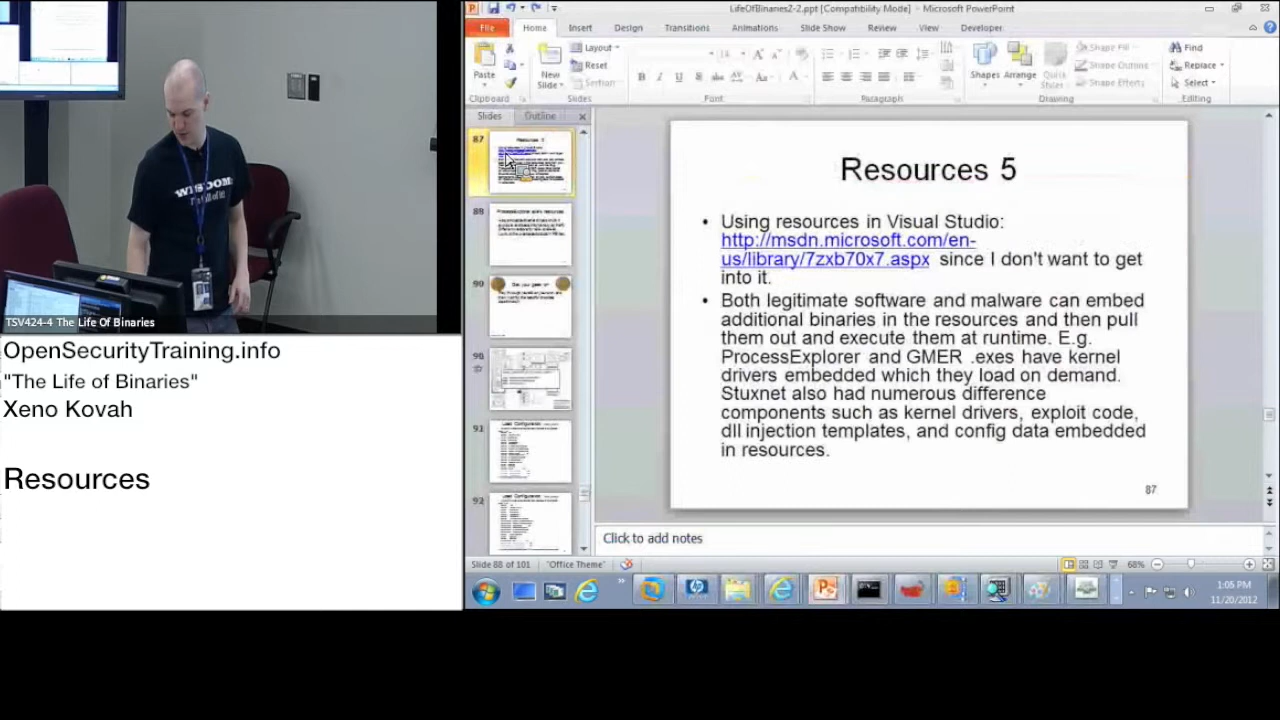 LifeOfBinaries2-2.ppt [Compatibility Mode] - Microsoft PowerPoint
File Home Insert Design Transitions Animations Slide Show Review View Developer
Paste
New Slide
Layout
Reset
Section
Shapes
Arrange
Quick Styles
Shape Fill
Shape Outline
Shape Effects
Find
Replace
Select
Clipboard Slides Font Paragraph Drawing Editing
Slides Outline
87
88
90
91
92
Resources 5
• Using resources in Visual Studio:
http://msdn.microsoft.com/en-
us/library/7zxb70x7.aspx since I don't want to get
into it.
• Both legitimate software and malware can embed
additional binaries in the resources and then pull
them out and execute them at runtime. E.g.
ProcessExplorer and GMER .exes have kernel
drivers embedded which they load on demand.
Stuxnet also had numerous difference
components such as kernel drivers, exploit code,
dll injection templates, and config data embedded
in resources.
87
Click to add notes
Slide 88 of 101 "Office Theme" 68%
1:05 PM
11/20/2012
WISDOM
TSV424-4 The Life Of Binaries
OpenSecurityTraining.info
"The Life of Binaries"
Xeno Kovah
Resources